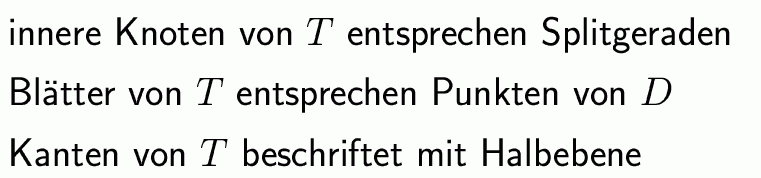 innere Knoten von T entsprechen Splitgeraden
Blätter von T entsprechen Punkten von D
Kanten von T beschriftet mit Halbebene